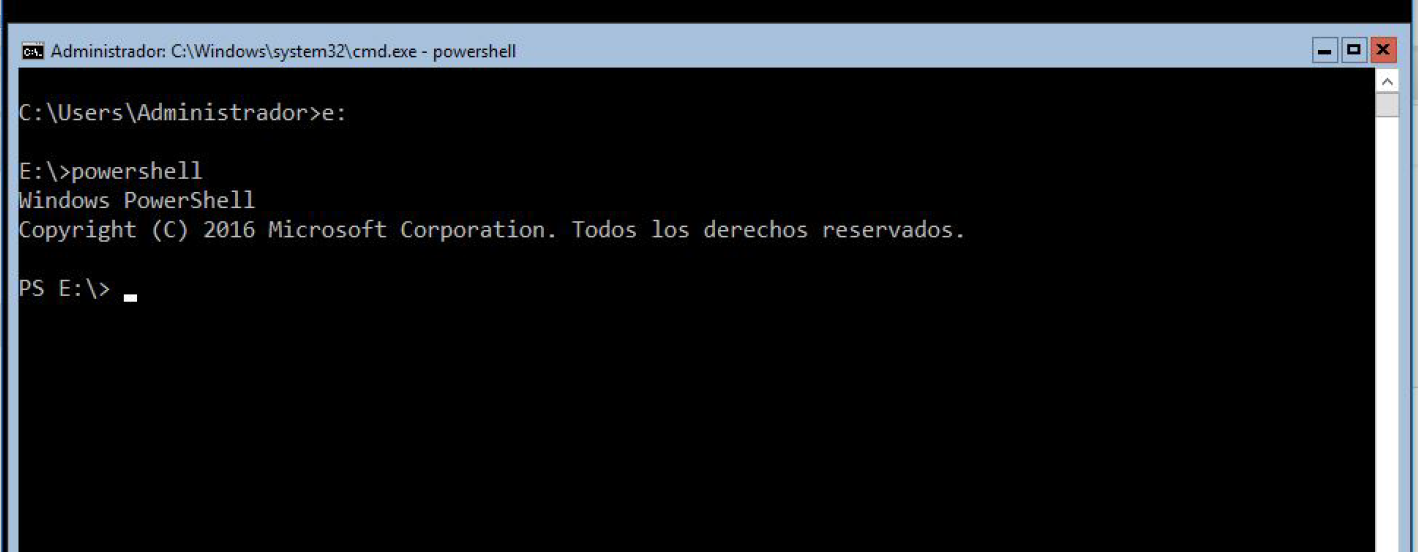 Administrador: C:\Windows\system32\cmd.exe - powershell
C:\Users\Administrador>e:
E:\>powershell
Windows PowerShell
Copyright (C) 2016 Microsoft Corporation. Todos los derechos reservados.
PS E:\>